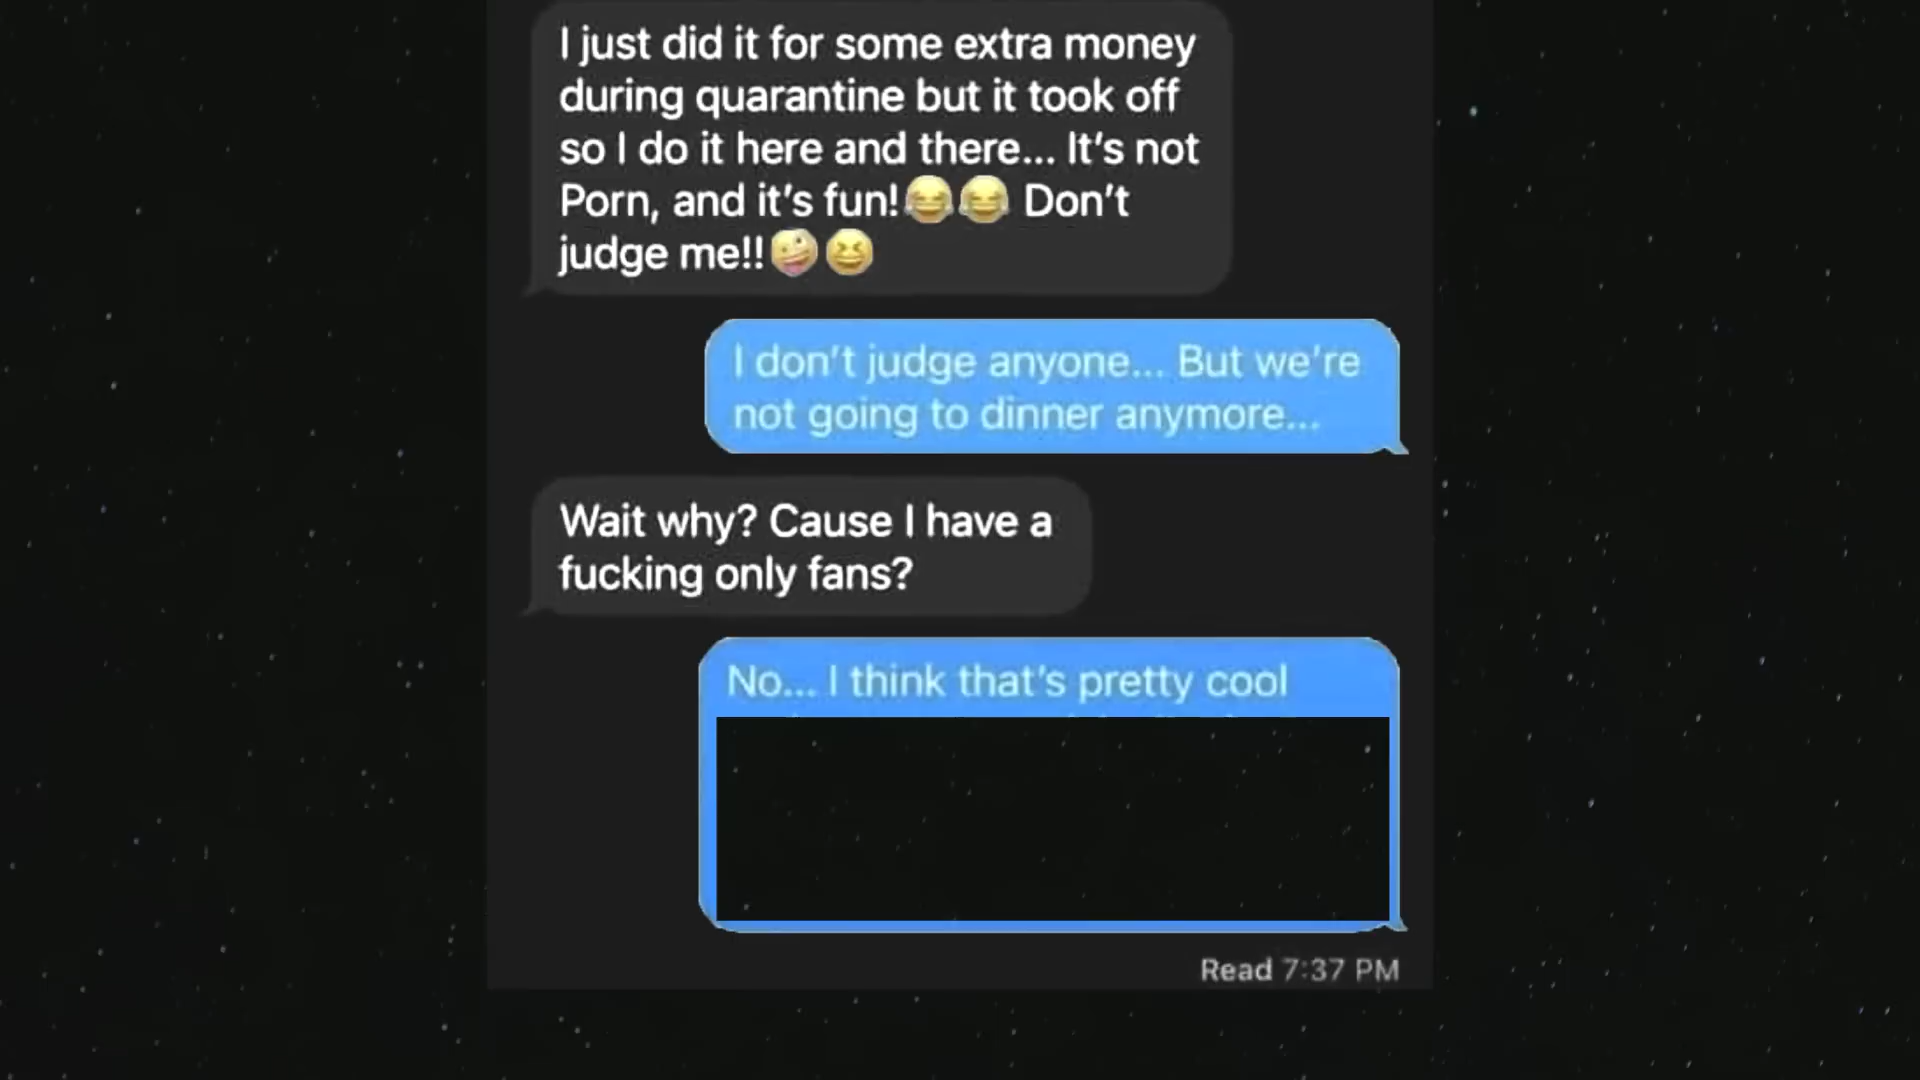 I just did it for some extra money
during quarantine but it took off
so I do it here and there... It's not
Porn, and it's fun!😂😂 Don't
judge me!!🤪😆
I don't judge anyone... But we're
not going to dinner anymore...
Wait why? Cause I have a
fucking only fans?
No... I think that's pretty cool
Read 7:37 PM